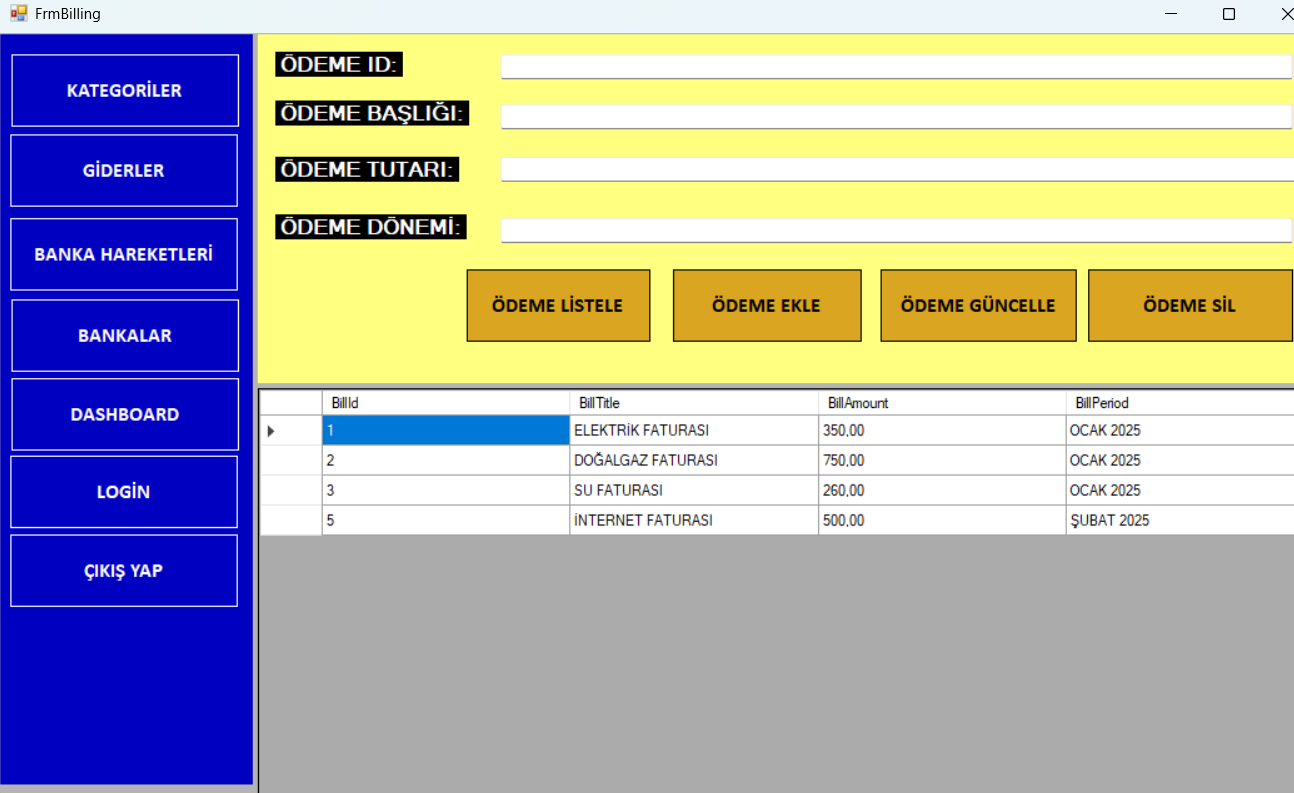 FrmBilling
KATEGORİLER
GİDERLER
BANKA HAREKETLERİ
BANKALAR
DASHBOARD
LOGİN
ÇIKIŞ YAP
ÖDEME ID:
ÖDEME BAŞLIĞI:
ÖDEME TUTARI:
ÖDEME DÖNEMİ:
ÖDEME LİSTELE ÖDEME EKLE ÖDEME GÜNCELLE ÖDEME SİL
BillId BillTitle BillAmount BillPeriod
1 ELEKTRİK FATURASI 350,00 OCAK 2025
2 DOĞALGAZ FATURASI 750,00 OCAK 2025
3 SU FATURASI 260,00 OCAK 2025
5 İNTERNET FATURASI 500,00 ŞUBAT 2025